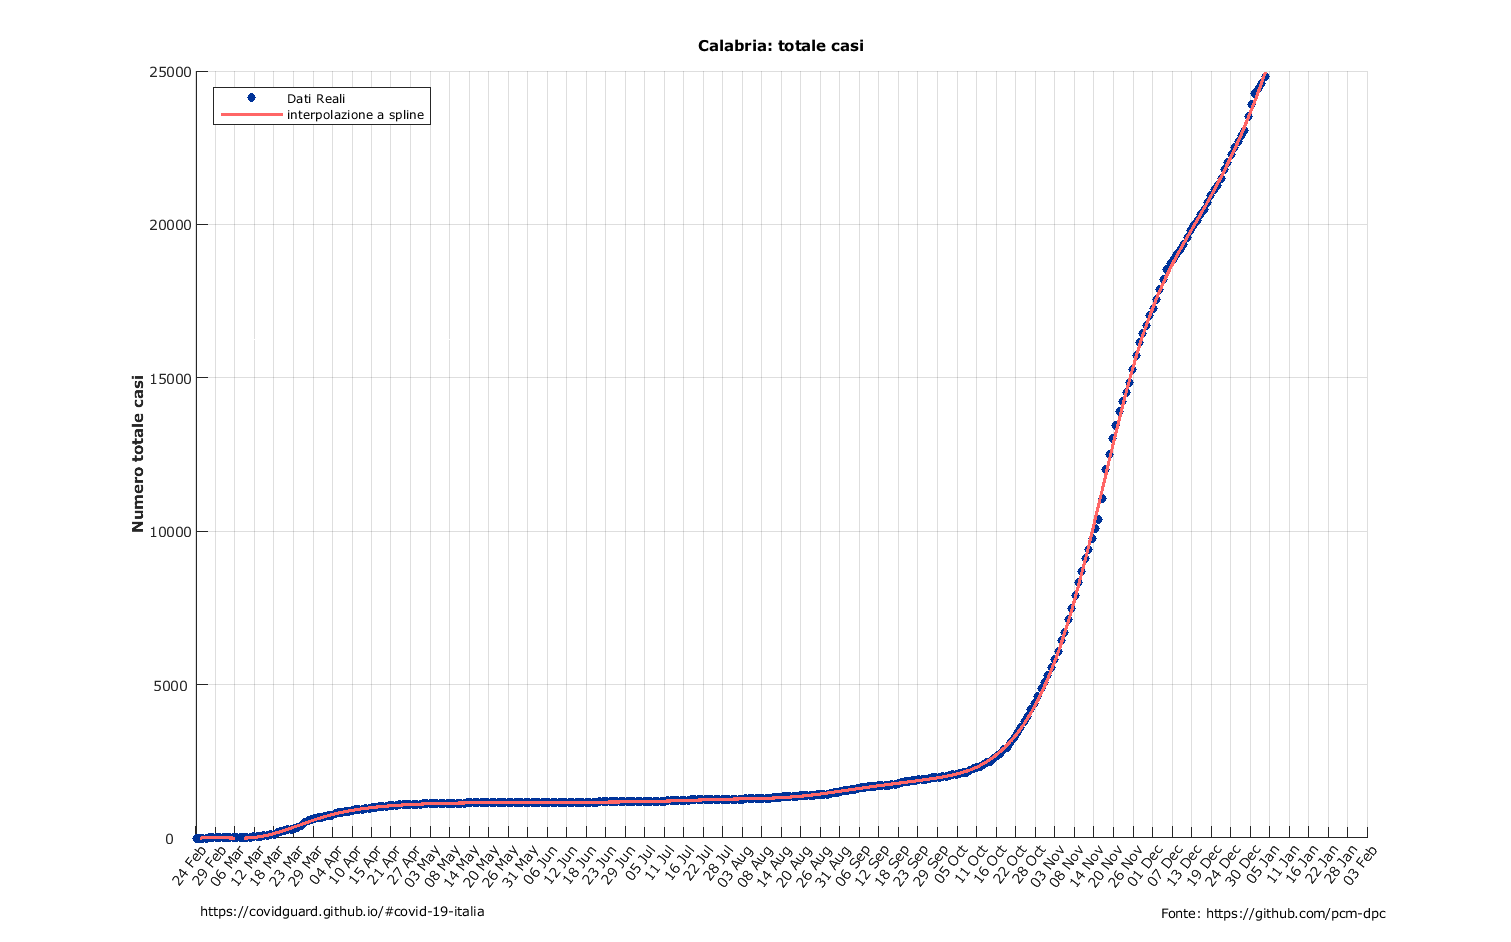 Calabria: totale casi
25000
Dati Reali
interpolazione a spline
20000
15000
Numero totale casi
10000
5000
0
24 Feb
29 Feb
06 Mar
12 Mar
18 Mar
23 Mar
29 Mar
04 Apr
10 Apr
15 Apr
21 Apr
27 Apr
03 May
08 May
14 May
20 May
26 May
31 May
06 Jun
12 Jun
18 Jun
23 Jun
29 Jun
05 Jul
11 Jul
16 Jul
22 Jul
28 Jul
03 Aug
08 Aug
14 Aug
20 Aug
26 Aug
31 Aug
06 Sep
12 Sep
18 Sep
23 Sep
29 Sep
05 Oct
11 Oct
16 Oct
22 Oct
28 Oct
03 Nov
08 Nov
14 Nov
20 Nov
26 Nov
01 Dec
07 Dec
13 Dec
19 Dec
24 Dec
30 Dec
05 Jan
11 Jan
16 Jan
22 Jan
28 Jan
03 Feb
https://covidguard.github.io/#covid-19-italia
Fonte: https://github.com/pcm-dpc